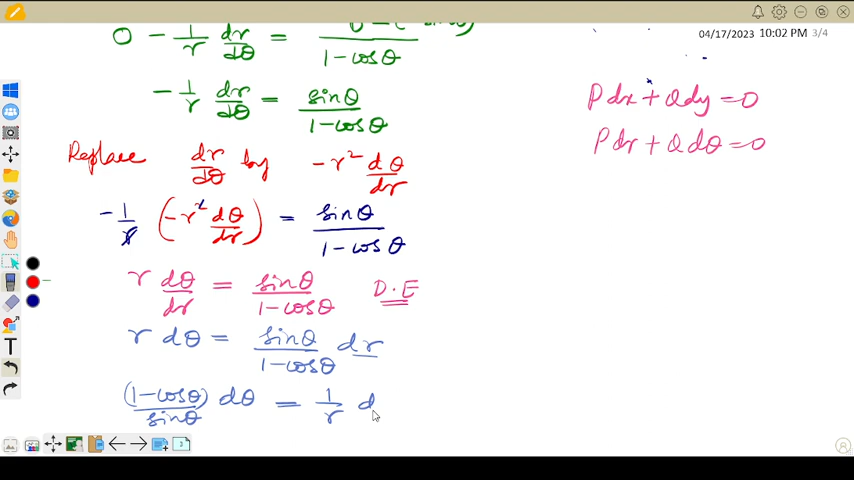 04/17/2023 10:02 PM 3/4
0 - 1/r dr/dθ = 
1 - cosθ
- 1/r dr/dθ = sinθ/(1 - cosθ)
Replace dr/dθ by - r² dθ/dr
- 1/r (- r² dθ/dr) = sinθ/(1 - cosθ)
r dθ/dr = sinθ/(1 - cosθ) D.E
r dθ = sinθ/(1 - cosθ) dr
(1 - cosθ)/sinθ dθ = 1/r d
Pdx + Qdy = 0
Pdr + Qdθ = 0
T
3